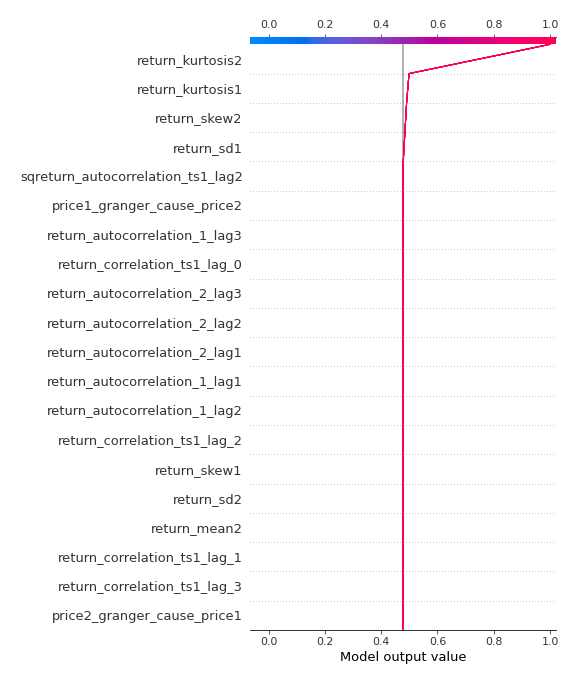 0.0 0.2 0.4 0.6 0.8 1.0
return_kurtosis2
return_kurtosis1
return_skew2
return_sd1
sqreturn_autocorrelation_ts1_lag2
price1_granger_cause_price2
return_autocorrelation_1_lag3
return_correlation_ts1_lag_0
return_autocorrelation_2_lag3
return_autocorrelation_2_lag2
return_autocorrelation_2_lag1
return_autocorrelation_1_lag1
return_autocorrelation_1_lag2
return_correlation_ts1_lag_2
return_skew1
return_sd2
return_mean2
return_correlation_ts1_lag_1
return_correlation_ts1_lag_3
price2_granger_cause_price1
0.0 0.2 0.4 0.6 0.8 1.0
Model output value